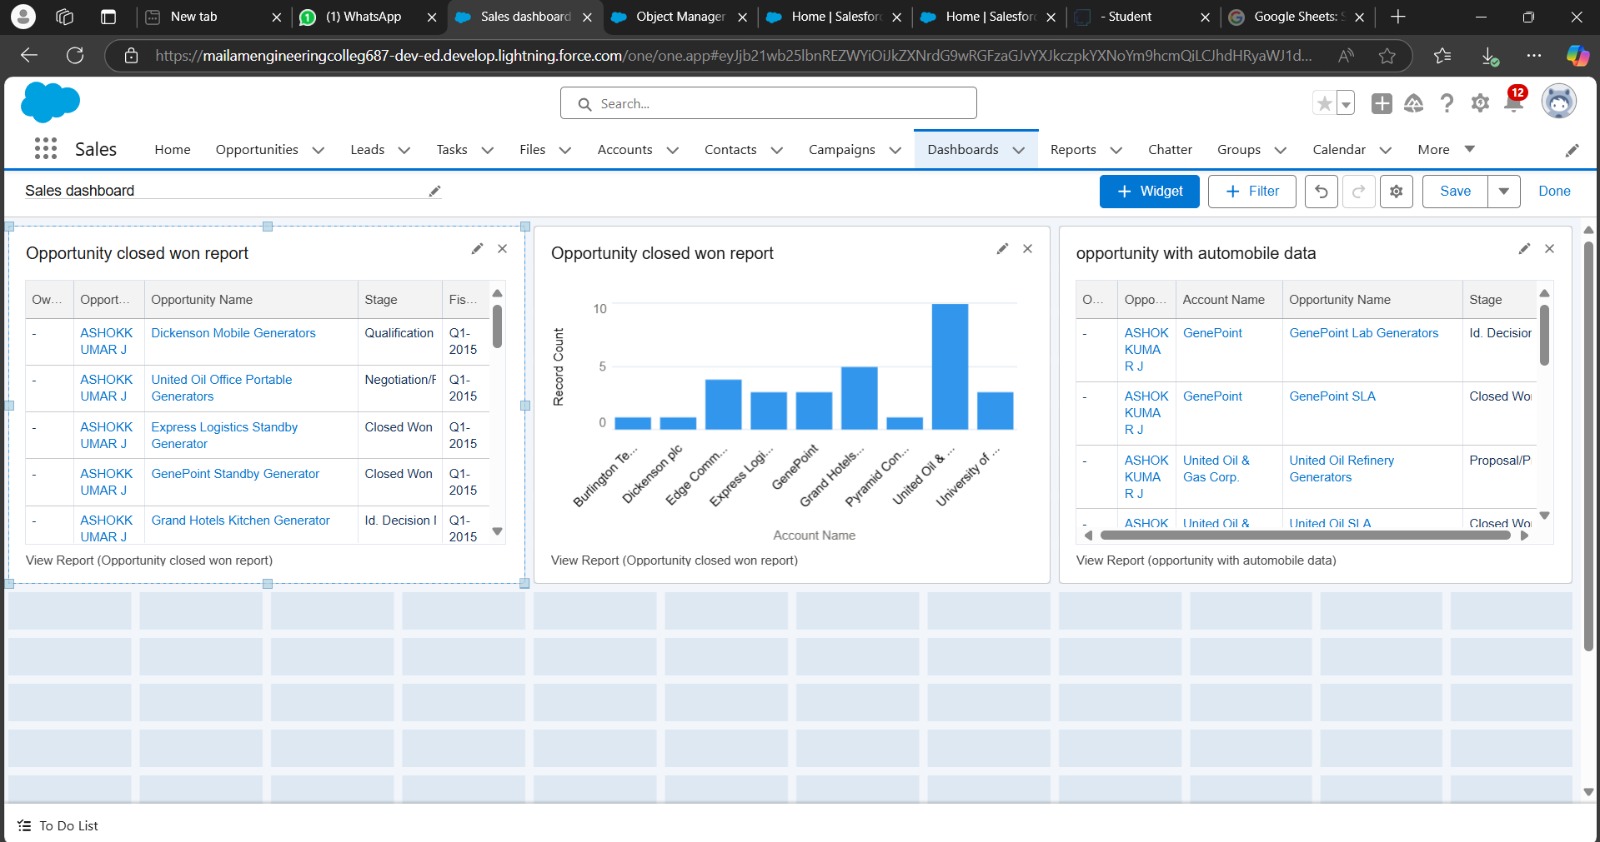 New tab
(1) WhatsApp
Sales dashboard
Object Manager
Home | Salesforc
Home | Salesforc
- Student
Google Sheets: S
https://mailamengineeringcolleg687-dev-ed.develop.lightning.force.com/one/one.app#eyJjb21wb25lbnREZWYiOiJkZXNrdG9wRGFzaGJvYXJkczpkYXNoYm9hcmQiLCJhdHRyaWJ1d...
Search...
12
Sales
Home
Opportunities
Leads
Tasks
Files
Accounts
Contacts
Campaigns
Dashboards
Reports
Chatter
Groups
Calendar
More
Sales dashboard
+ Widget
+ Filter
Save
Done
Opportunity closed won report
Ow... Opport... Opportunity Name Stage Fis...
- ASHOKK Dickenson Mobile Generators Qualification Q1-
UMAR J 2015
- ASHOKK United Oil Office Portable Negotiation/F Q1-
UMAR J Generators 2015
- ASHOKK Express Logistics Standby Closed Won Q1-
UMAR J Generator 2015
- ASHOKK GenePoint Standby Generator Closed Won Q1-
UMAR J 2015
- ASHOKK Grand Hotels Kitchen Generator Id. Decision I Q1-
UMAR J 2015
View Report (Opportunity closed won report)
Opportunity closed won report
Record Count
10
5
0
Burlington Te...
Dickenson plc
Edge Comm...
Express Logi...
GenePoint
Grand Hotels...
Pyramid Con...
United Oil & ...
University of ...
Account Name
View Report (Opportunity closed won report)
opportunity with automobile data
O... Oppo... Account Name Opportunity Name Stage
- ASHOK GenePoint GenePoint Lab Generators Id. Decision
KUMA
R J
- ASHOK GenePoint GenePoint SLA Closed Wo
KUMA
R J
- ASHOK United Oil & United Oil Refinery Proposal/P
KUMA Gas Corp. Generators
R J
- ASHOK United Oil & United Oil SLA Closed Wo
View Report (opportunity with automobile data)
To Do List